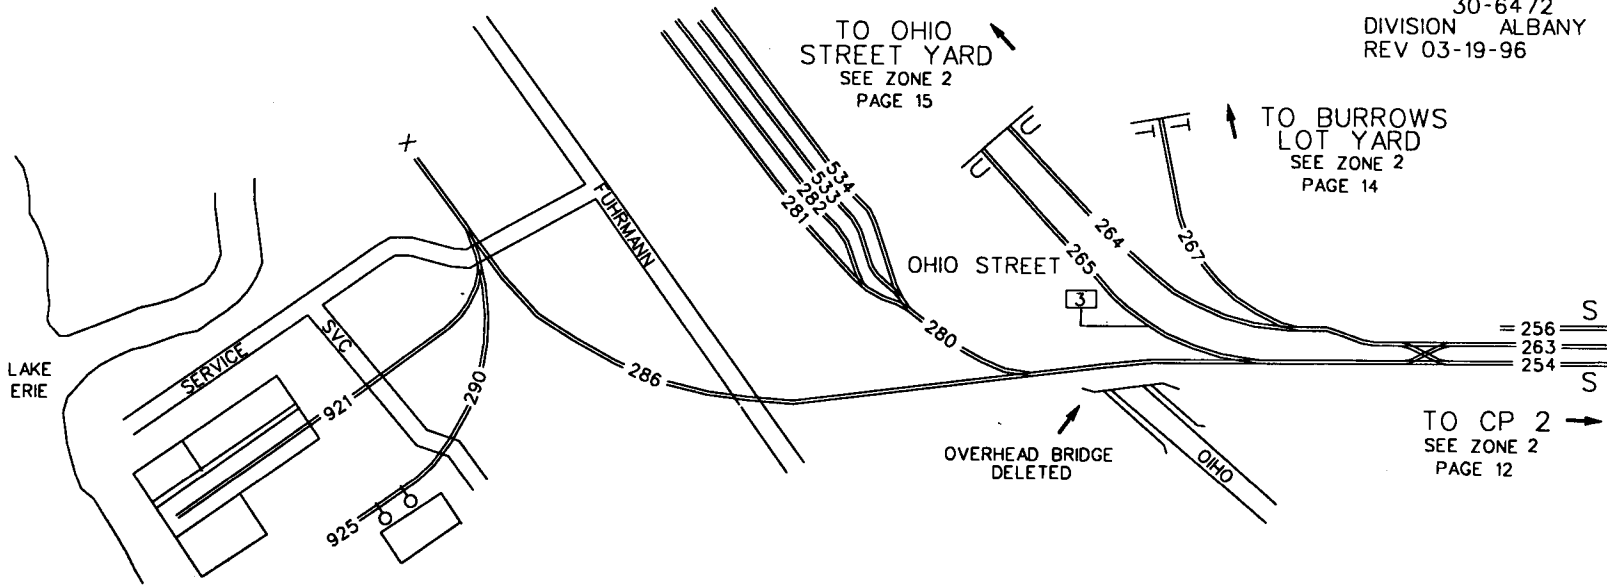 30-6472
DIVISION ALBANY
REV 03-19-96
TO OHIO
STREET YARD
SEE ZONE 2
PAGE 15
TO BURROWS
LOT YARD
SEE ZONE 2
PAGE 14
X
U
U
T
T
FUHRMANN
534
533
282
281
264
267
265
OHIO STREET
3
280
S
256
263
254
S
LAKE
ERIE
SERVICE
SVC
921
290
286
925
OVERHEAD BRIDGE
DELETED
OIHO
TO CP 2
SEE ZONE 2
PAGE 12